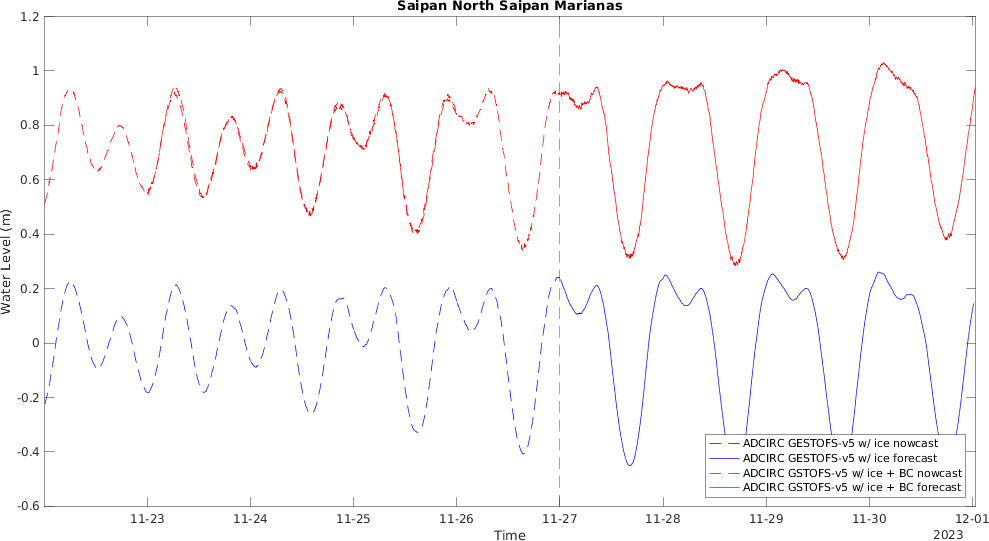 Saipan North Saipan Marianas
1.2
1
0.8
0.6
0.4
0.2
0
-0.2
-0.4
-0.6
Water Level (m)
ADCIRC GESTOFS-v5 w/ ice nowcast
ADCIRC GESTOFS-v5 w/ ice forecast
ADCIRC GSTOFS-v5 w/ ice + BC nowcast
ADCIRC GSTOFS-v5 w/ ice + BC forecast
11-23 11-24 11-25 11-26 11-27 11-28 11-29 11-30 12-01
Time 2023